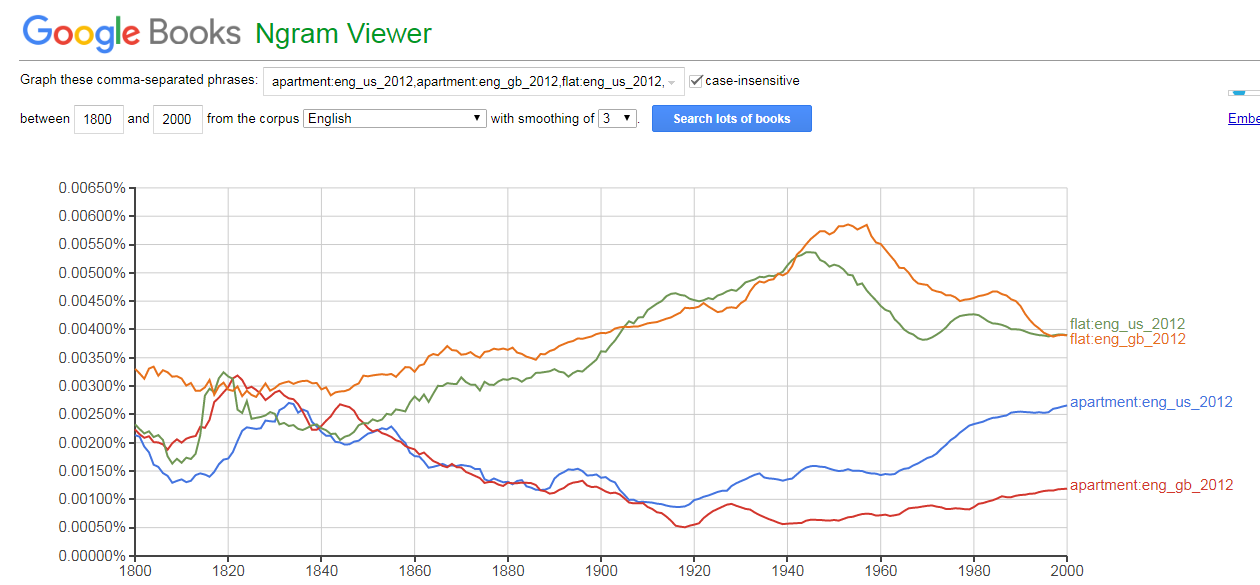 Google Books Ngram Viewer
Graph these comma-separated phrases: apartment:eng_us_2012,apartment:eng_gb_2012,flat:eng_us_2012, case-insensitive
between 1800 and 2000 from the corpus English with smoothing of 3 . Search lots of books
Embe
0.00650%
0.00600%
0.00550%
0.00500%
0.00450%
0.00400%
0.00350%
0.00300%
0.00250%
0.00200%
0.00150%
0.00100%
0.00050%
0.00000%
flat:eng_us_2012
flat:eng_gb_2012
apartment:eng_us_2012
apartment:eng_gb_2012
1800 1820 1840 1860 1880 1900 1920 1940 1960 1980 2000